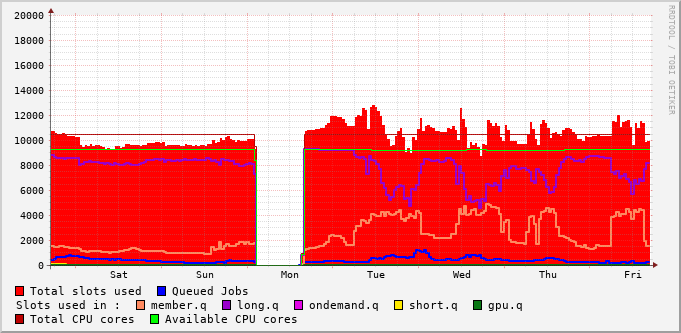 RRDTOOL / TOBI OETIKER
20000
18000
16000
14000
12000
10000
8000
6000
4000
2000
0
Sat Sun Mon Tue Wed Thu Fri
Total slots used Queued Jobs
Slots used in : member.q long.q ondemand.q short.q gpu.q
Total CPU cores Available CPU cores